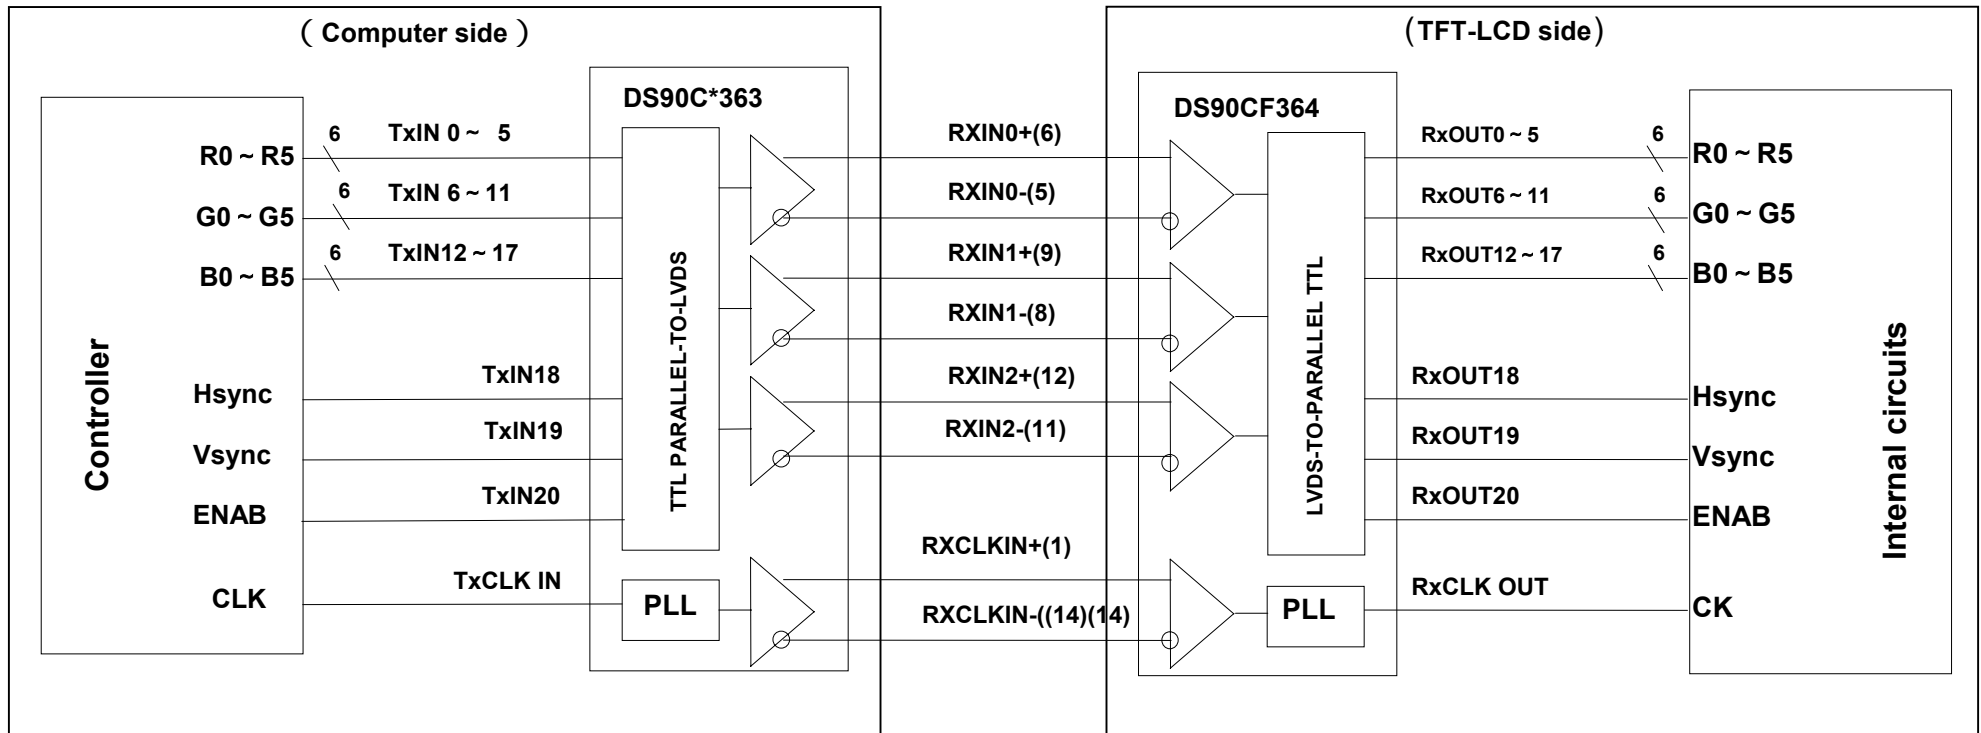 ( Computer side )
(TFT-LCD side)
DS90C*363
DS90CF364
Controller
R0 ~ R5
6
TxIN 0 ~ 5
G0 ~ G5
6
TxIN 6 ~ 11
B0 ~ B5
6
TxIN12 ~ 17
Hsync
TxIN18
Vsync
TxIN19
ENAB
TxIN20
CLK
TxCLK IN
TTL PARALLEL-TO-LVDS
PLL
RXIN0+(6)
RXIN0-(5)
RXIN1+(9)
RXIN1-(8)
RXIN2+(12)
RXIN2-(11)
RXCLKIN+(1)
RXCLKIN-((14)(14)
LVDS-TO-PARALLEL TTL
PLL
RxOUT0 ~ 5
6
R0 ~ R5
RxOUT6 ~ 11
6
G0 ~ G5
RxOUT12 ~ 17
6
B0 ~ B5
RxOUT18
Hsync
RxOUT19
Vsync
RxOUT20
ENAB
RxCLK OUT
CK
Internal circuits